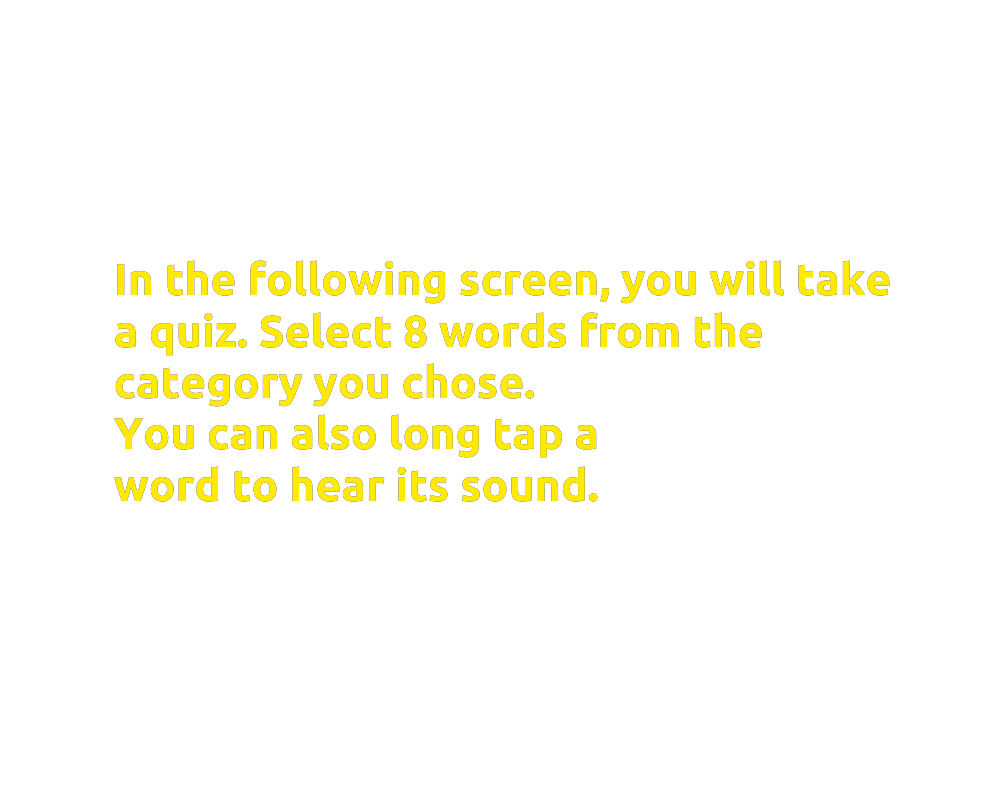 In the following screen, you will take
a quiz. Select 8 words from the
category you chose.
You can also long tap a
word to hear its sound.